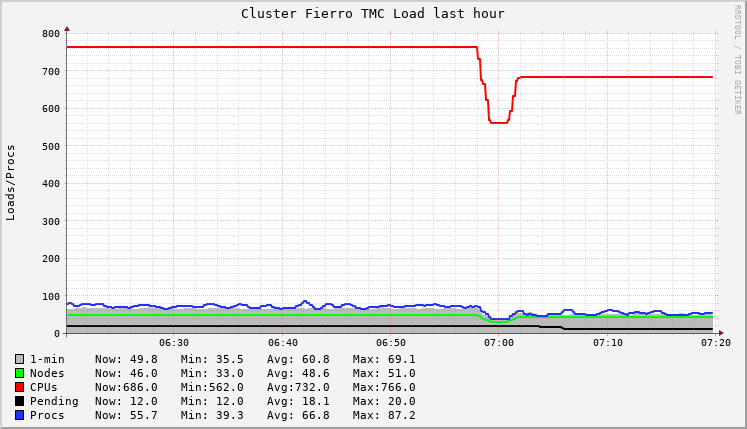 Cluster Fierro TMC Load last hour
RRDTOOL / TOBI OETIKER
Loads/Procs
800
700
600
500
400
300
200
100
0
06:30 06:40 06:50 07:00 07:10 07:20
1-min Now: 49.8 Min: 35.5 Avg: 60.8 Max: 69.1
Nodes Now: 46.0 Min: 33.0 Avg: 48.6 Max: 51.0
CPUs Now:686.0 Min:562.0 Avg:732.0 Max:766.0
Pending Now: 12.0 Min: 12.0 Avg: 18.1 Max: 20.0
Procs Now: 55.7 Min: 39.3 Avg: 66.8 Max: 87.2